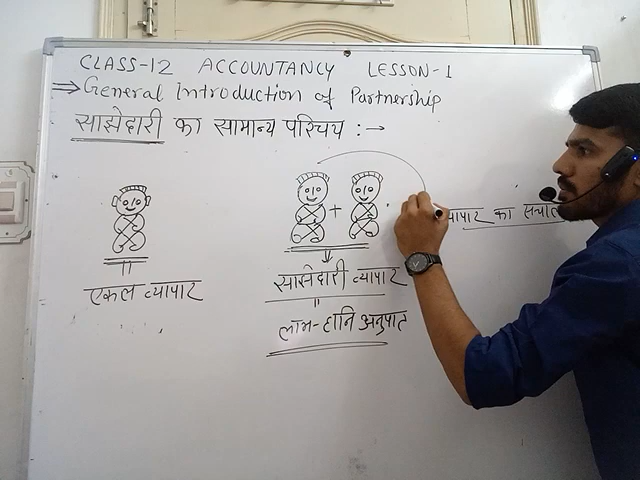 CLASS-12 ACCOUNTANCY LESSON-1
⇒ General Introduction of Partnership
साझेदारी का सामान्य परिचय :→
+
एकल व्यापार
साझेदारी व्यापार
लाभ-हानि अनुपात
का